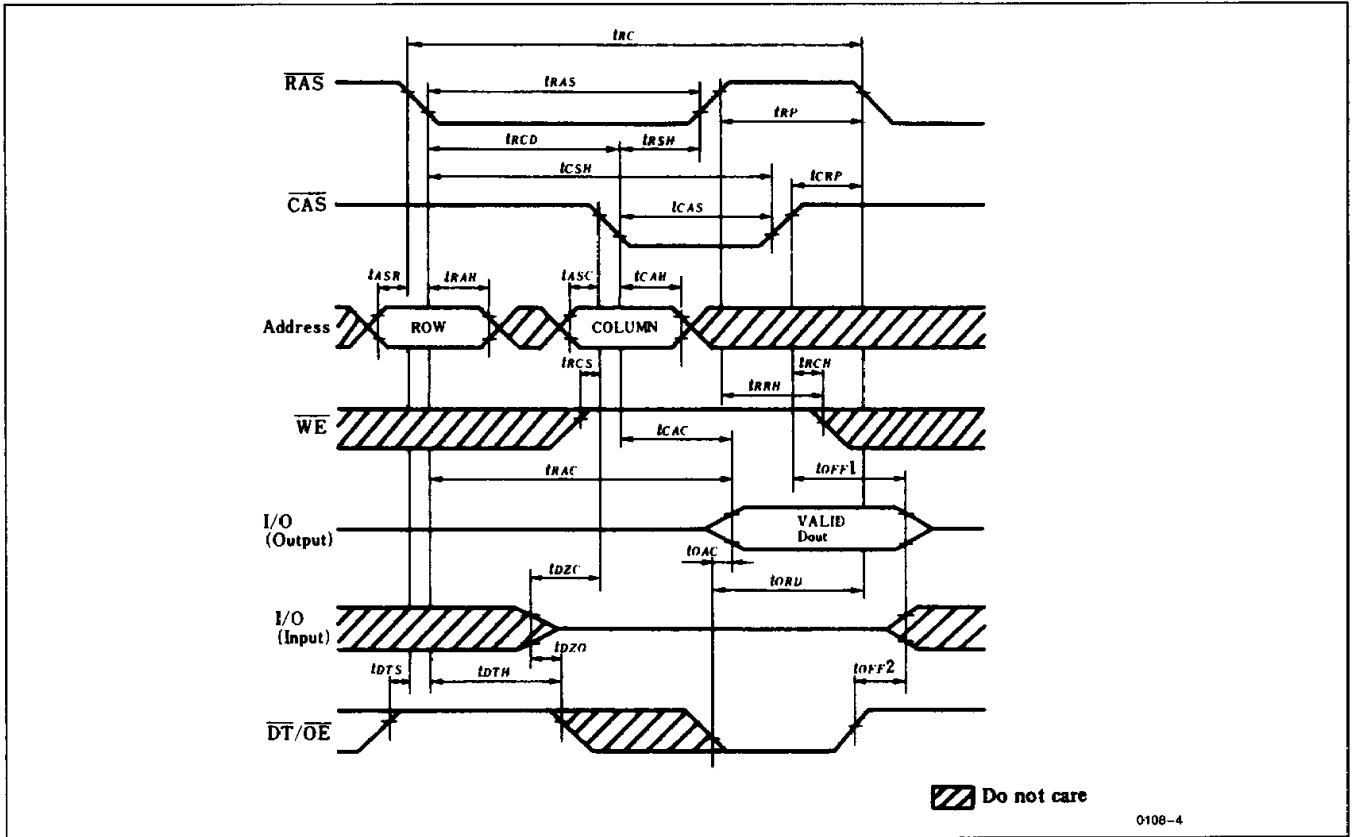 tRC
RAS
tRAS
tRP
tRCD
tRSH
tCSH
tCRP
CAS
tCAS
tASR
tRAH
tASC
tCAH
Address
ROW
COLUMN
tRCS
tRCH
tRRH
WE
tCAC
tRAC
tOFF1
I/O
(Output)
VALID
Dout
tOAC
tDZC
tORD
I/O
(Input)
tDZO
tDTS
tDTH
tOFF2
DT/OE
Do not care
0108-4